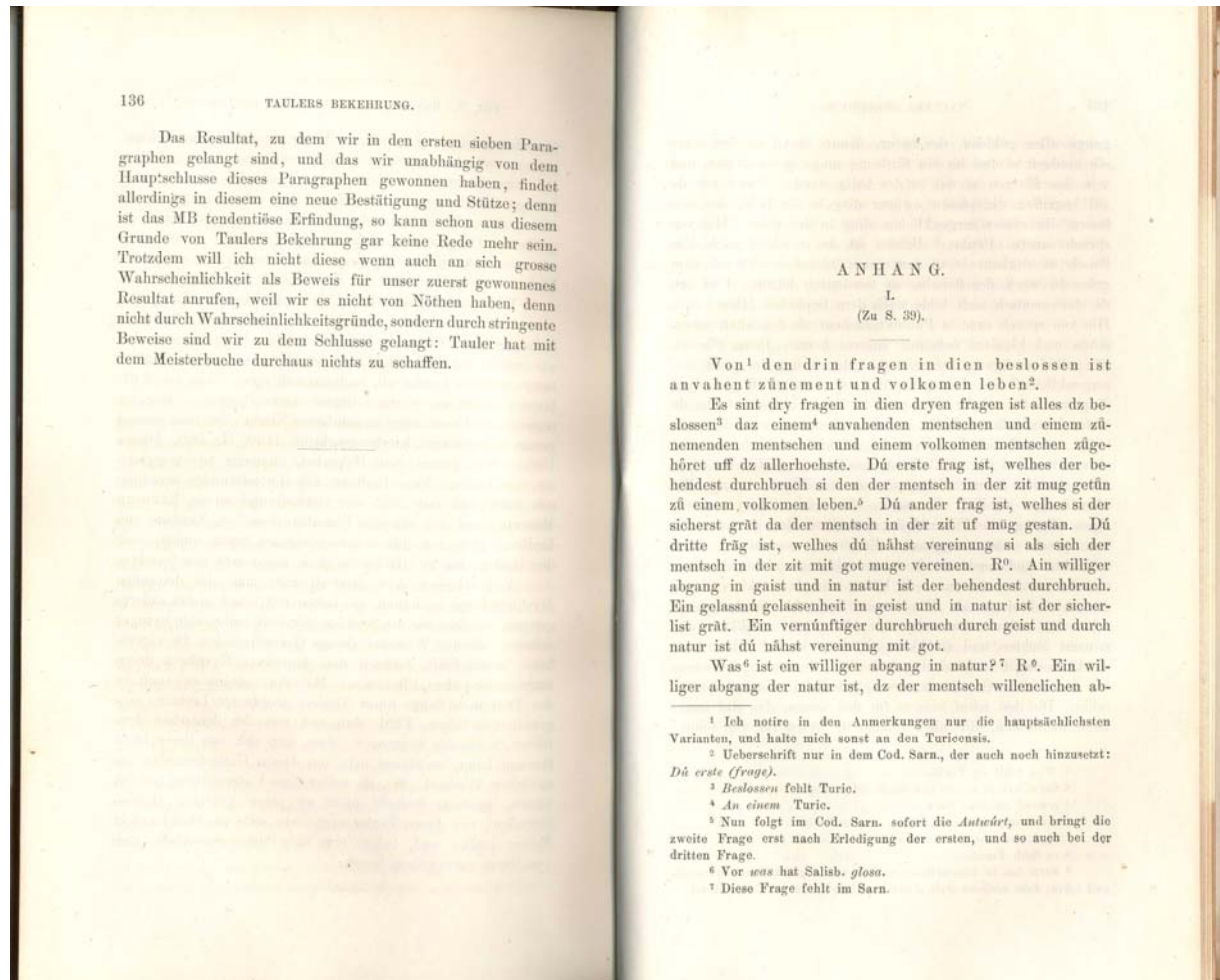 136 TAULERS BEKEHRUNG.
Das Resultat, zu dem wir in den ersten sieben Para-
graphen gelangt sind, und das wir unabhängig von dem
Hauptschlusse dieses Paragraphen gewonnen haben, findet
allerdings in diesem eine neue Bestätigung und Stütze; denn
ist das MB tendentiöse Erfindung, so kann schon aus diesem
Grunde von Taulers Bekehrung gar keine Rede mehr sein.
Trotzdem will ich nicht diese wenn auch an sich grosse
Wahrscheinlichkeit als Beweis für unser zuerst gewonnenes
Resultat anrufen, weil wir es nicht von Nöthen haben, denn
nicht durch Wahrscheinlichkeitsgründe, sondern durch stringente
Beweise sind wir zu dem Schlusse gelangt: Tauler hat mit
dem Meisterbuche durchaus nichts zu schaffen.
ANHANG.
I.
(Zu S. 39).
Von¹ den drin fragen in dien beslossen ist
anvahent zůnement und volkomen leben².
Es sint dry fragen in dien dryen fragen ist alles dz be-
slossen³ daz einem⁴ anvahenden mentschen und einem zů-
nemenden mentschen und einem volkomen mentschen zůge-
höret uff dz allerhochste. Dú erste frag ist, welhes der be-
hendest durchbruch si den der mentsch in der zit mug getůn
zů einem volkomen leben.⁵ Dú ander frag ist, welhes si der
sicherst grât da der mentsch in der zit uf mùg gestan. Dú
dritte frâg ist, welhes dú nâhst vereinung si als sich der
mentsch in der zit mit got muge vereinen. R⁰. Ain williger
abgang in gaist und in natur ist der behendest durchbruch.
Ein gelassnú gelassenheit in geist und in natur ist der sicher-
list grât. Ein vernúnftiger durchbruch durch geist und durch
natur ist dú nâhst vereinung mit got.
Was⁶ ist ein williger abgang in natur?⁷ R⁰. Ein wil-
liger abgang der natur ist, dz der mentsch willenclichen ab-
¹ Ich notire in den Anmerkungen nur die hauptsächlichsten
Varianten, und halte mich sonst an den Turicensis.
² Ueberschrift nur in dem Cod. Sarn., der auch noch hinzusetzt:
Dú erste (frage).
³ Beslossen fehlt Turic.
⁴ An einem Turic.
⁵ Nun folgt im Cod. Sarn. sofort die Antwúrt, und bringt die
zweite Frage erst nach Erledigung der ersten, und so auch bei der
dritten Frage.
⁶ Vor was hat Salisb. glosa.
⁷ Diese Frage fehlt im Sarn.